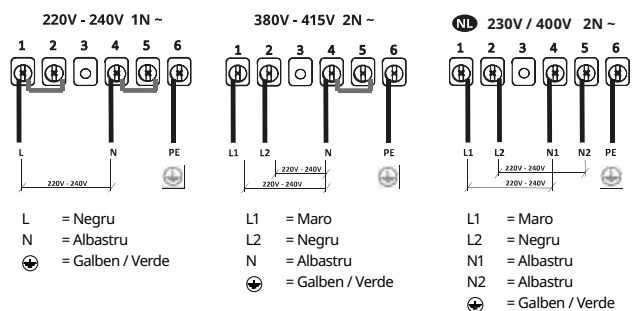 220V - 240V 1N ~
1 2 3 4 5 6
L N PE
220V - 240V
L = Negru
N = Albastru
= Galben / Verde
380V - 415V 2N ~
1 2 3 4 5 6
L1 L2 N PE
220V - 240V
220V - 240V
L1 = Maro
L2 = Negru
N = Albastru
= Galben / Verde
NL 230V / 400V 2N ~
1 2 3 4 5 6
L1 L2 N1 N2 PE
220V - 240V
220V - 240V
L1 = Maro
L2 = Negru
N1 = Albastru
N2 = Albastru
= Galben / Verde